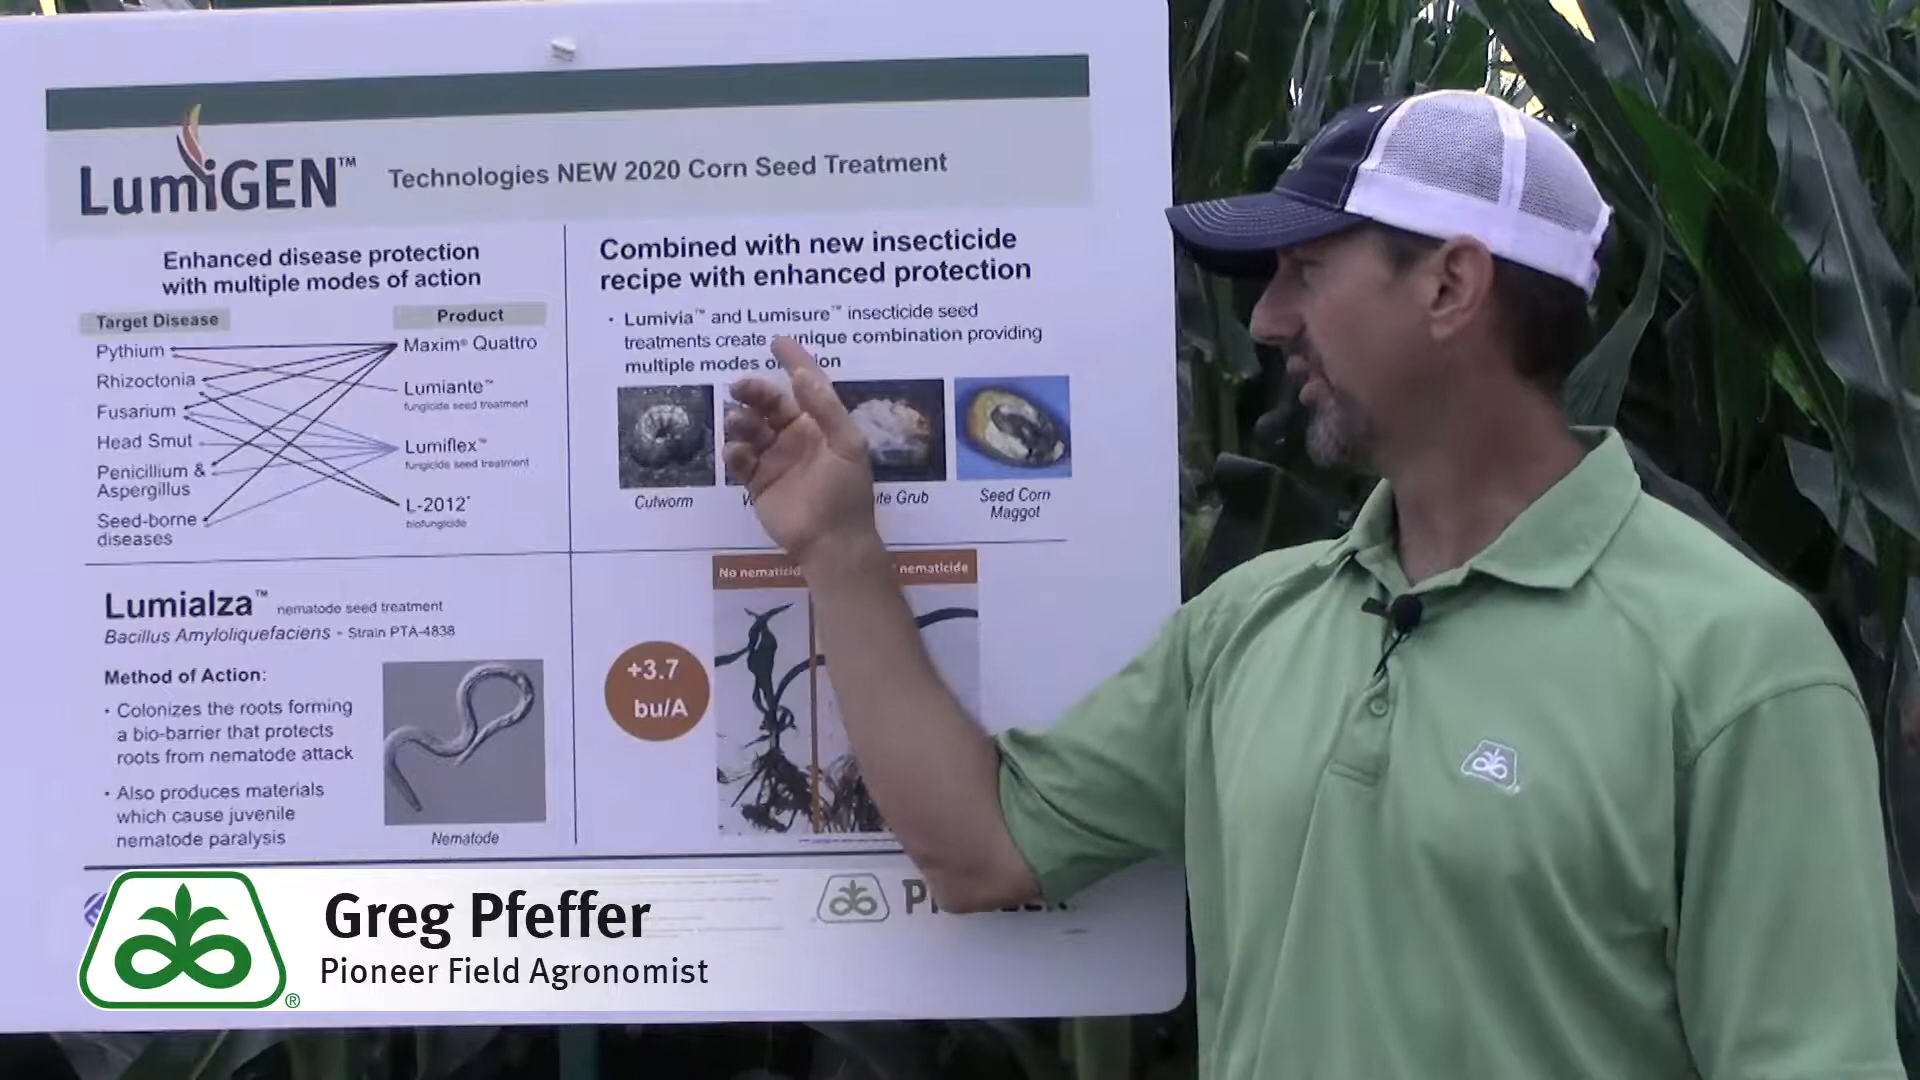 LumiGEN™
Technologies NEW 2020 Corn Seed Treatment
Enhanced disease protection
with multiple modes of action
Target Disease
Product
Pythium
Rhizoctonia
Fusarium
Head Smut
Penicillium &
Aspergillus
Seed-borne
diseases
Maxim® Quattro
Lumiante™
fungicide seed treatment
Lumiflex™
fungicide seed treatment
L-2012*
biofungicide
Combined with new insecticide
recipe with enhanced protection
• Lumivia™ and Lumisure™ insecticide seed
treatments create unique combination providing
multiple modes
Cutworm
Grub
Seed Corn
Maggot
Lumialza™ nematode seed treatment
Bacillus Amyloliquefaciens - Strain PTA-4838
Method of Action:
• Colonizes the roots forming
a bio-barrier that protects
roots from nematode attack
• Also produces materials
which cause juvenile
nematode paralysis
Nematode
+3.7
bu/A
No
nematicide
Greg Pfeffer
Pioneer Field Agronomist
®